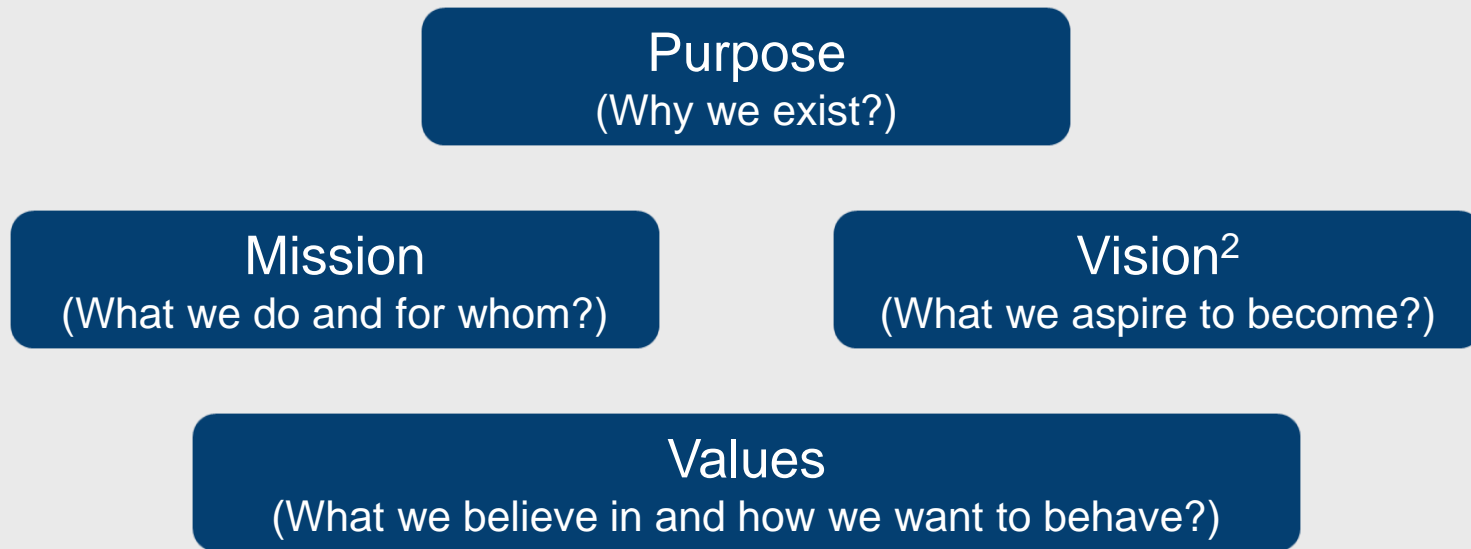 Purpose
(Why we exist?)
Mission
(What we do and for whom?)
Vision²
(What we aspire to become?)
Values
(What we believe in and how we want to behave?)